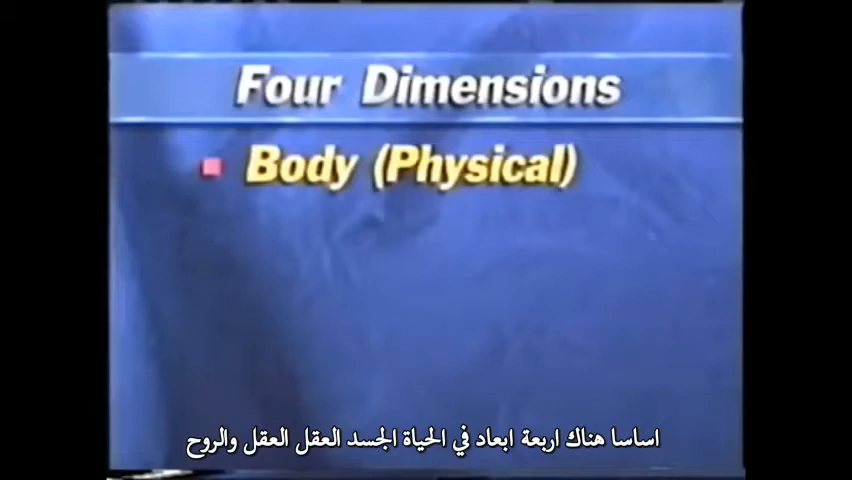 Four Dimensions
Body (Physical)
اساسا هناك اربعة ابعاد في الحياة الجسد العقل العقل والروح